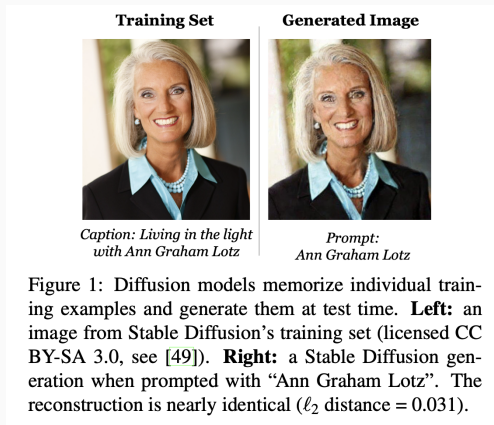 Training Set
Generated Image
Caption: Living in the light
with Ann Graham Lotz
Prompt:
Ann Graham Lotz
Figure 1: Diffusion models memorize individual train-
ing examples and generate them at test time. Left: an
image from Stable Diffusion’s training set (licensed CC
BY-SA 3.0, see [49]). Right: a Stable Diffusion gen-
eration when prompted with “Ann Graham Lotz”. The
reconstruction is nearly identical (ℓ2 distance = 0.031).